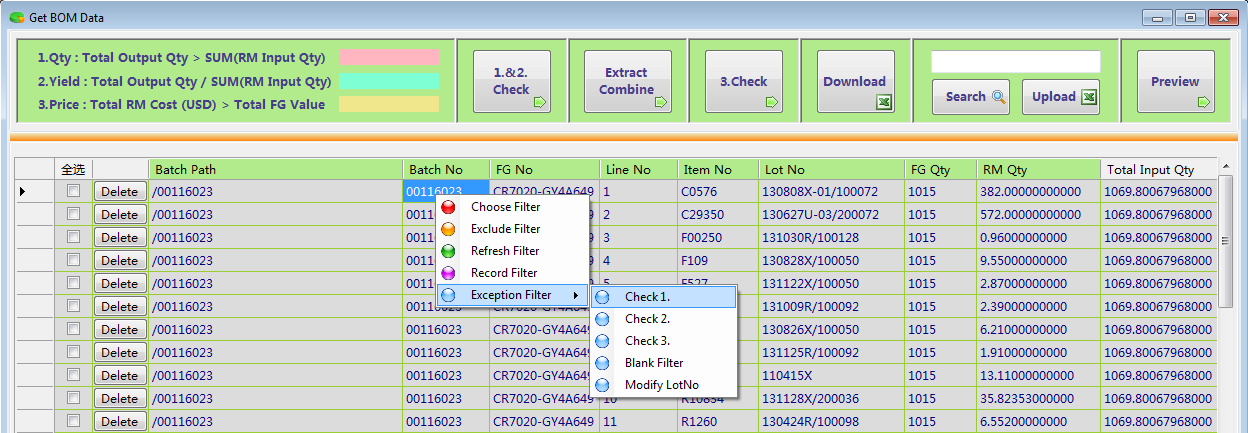 Get BOM Data
1.Qty : Total Output Qty > SUM(RM Input Qty)
2.Yield : Total Output Qty / SUM(RM Input Qty)
3.Price : Total RM Cost (USD) > Total FG Value
1.&2. Check
Extract Combine
3.Check
Download
Search
Upload
Preview
全选 Batch Path Batch No FG No Line No Item No Lot No FG Qty RM Qty Total Input Qty
Delete /00116023 00116023 CR7020-GY4A649 1 C0576 130808X-01/100072 1015 382.00000000000 1069.80067968000
Delete /00116023 0011 2 C29350 130627U-03/200072 1015 572.00000000000 1069.80067968000
Delete /00116023 0011 3 F00250 131030R/100128 1015 0.96000000000 1069.80067968000
Delete /00116023 0011 4 F109 130828X/100050 1015 9.55000000000 1069.80067968000
Delete /00116023 0011 5 F527 131122X/100050 1015 2.87000000000 1069.80067968000
Delete /00116023 00116023 CR7020-GY4A649 131009R/100092 1015 2.39000000000 1069.80067968000
Delete /00116023 00116023 CR7020-GY4A649 130826X/100050 1015 6.21000000000 1069.80067968000
Delete /00116023 00116023 CR7020-GY4A649 131125R/100092 1015 1.91000000000 1069.80067968000
Delete /00116023 00116023 CR7020-GY4A649 110415X 1015 13.11000000000 1069.80067968000
Delete /00116023 00116023 CR7020-GY4A649 10 R10834 131128X/200036 1015 35.82353500000 1069.80067968000
Delete /00116023 00116023 CR7020-GY4A649 11 R1260 130424R/100098 1015 6.55200000000 1069.80067968000
Choose Filter
Exclude Filter
Refresh Filter
Record Filter
Exception Filter
Check 1.
Check 2.
Check 3.
Blank Filter
Modify LotNo